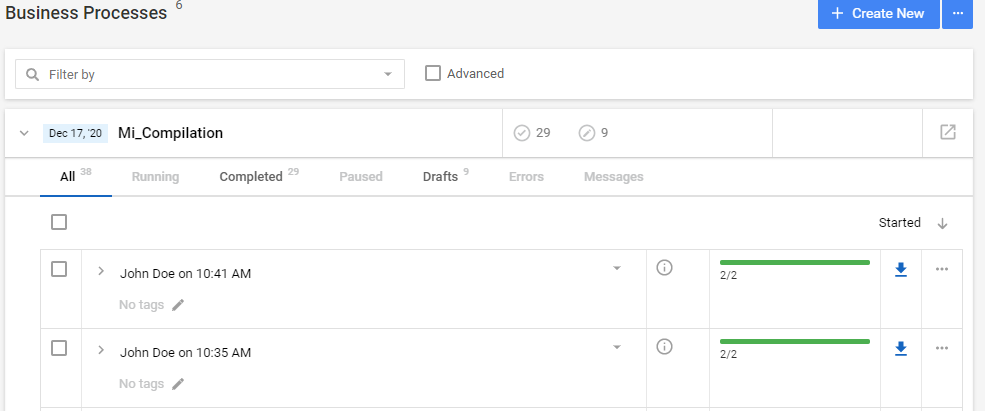 Business Processes 6
+ Create New ...
Filter by
Advanced
Dec 17, '20 Mi_Compilation 29 9
All 38 Running Completed 29 Paused Drafts 9 Errors Messages
Started
John Doe on 10:41 AM
2/2
No tags
John Doe on 10:35 AM
2/2
No tags